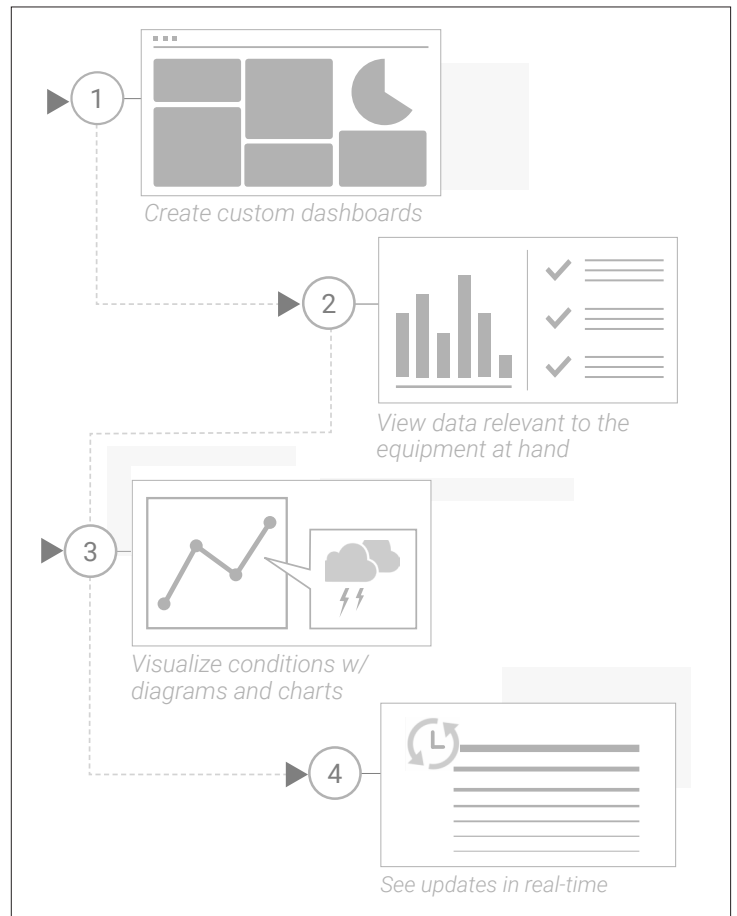 1
Create custom dashboards
2
View data relevant to the
equipment at hand
3
Visualize conditions w/
diagrams and charts
4
See updates in real-time